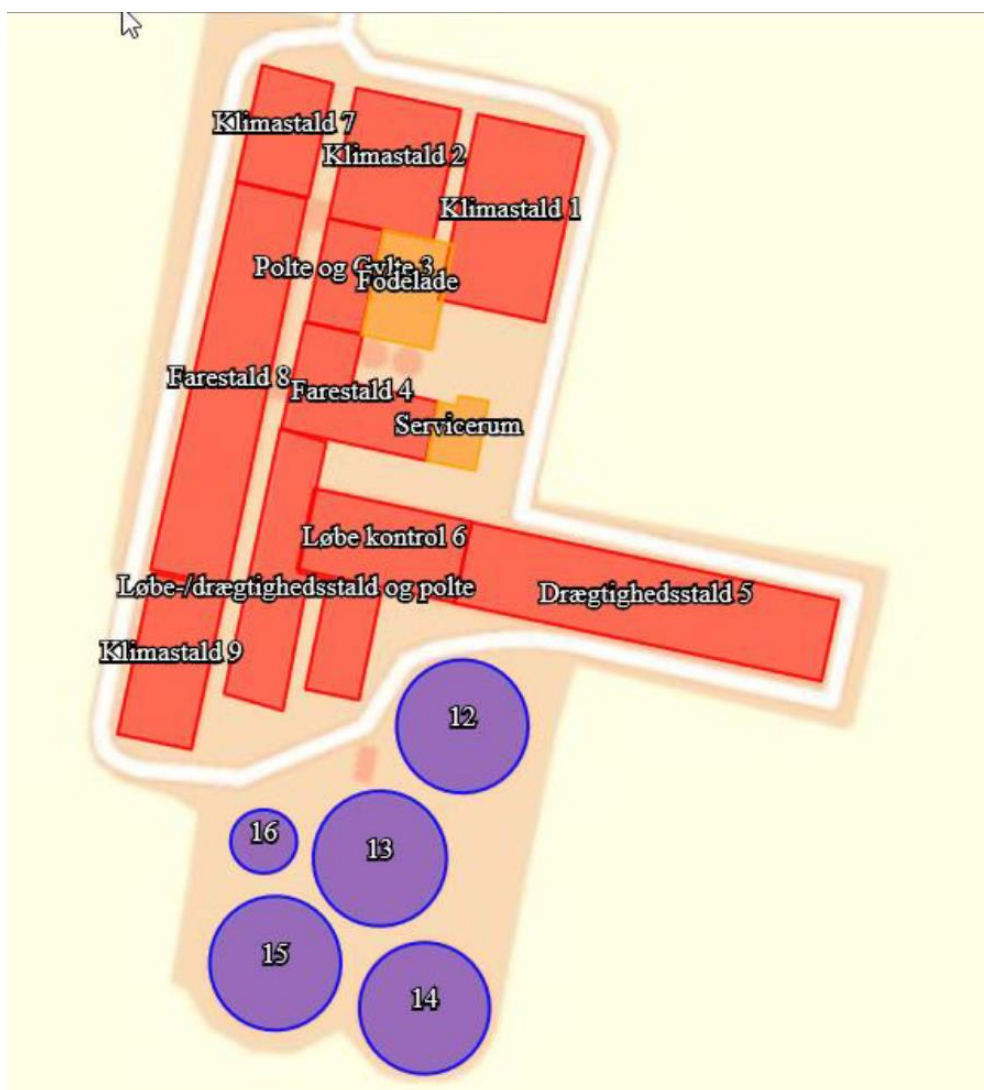 Klimastald 7
Klimastald 2
Klimastald 1
Polte og Gylte 3
Fodelade
Farestald 8
Farestald 4
Servicerum
Løbe kontrol 6
Løbe-/drægtighedsstald og polte
Drægtighedsstald 5
Klimastald 9
12
16
13
15
14